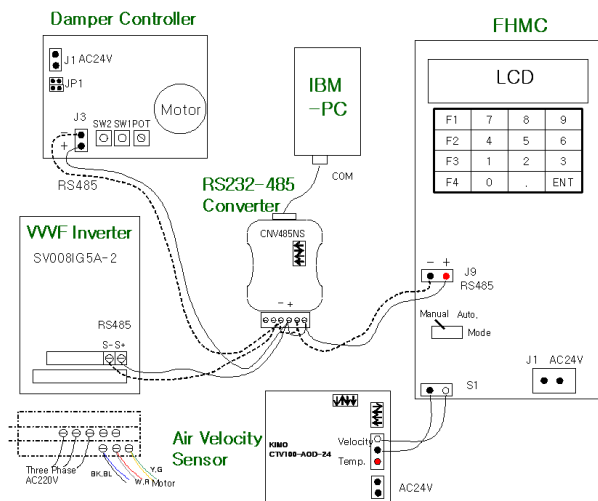 Damper Controller
J1 AC24V
JP1
J3
SW2 SW1 POT
Motor
-
+
RS485
IBM
-PC
COM
RS232-485
Converter
CNV485NS
- +
FHMC
LCD
F1 7 8 9
F2 4 5 6
F3 1 2 3
F4 0 . ENT
- +
J9
RS485
Manual Auto,
Mode
J1 AC24V
S1
VVVF Inverter
SV008IG5A-2
RS485
S- S+
Three Phase
AC220V
BK,BL
W,R
Y,G
Motor
Air Velocity
Sensor
KIMO
CTV100-AOD-24
Velocity
Temp.
AC24V